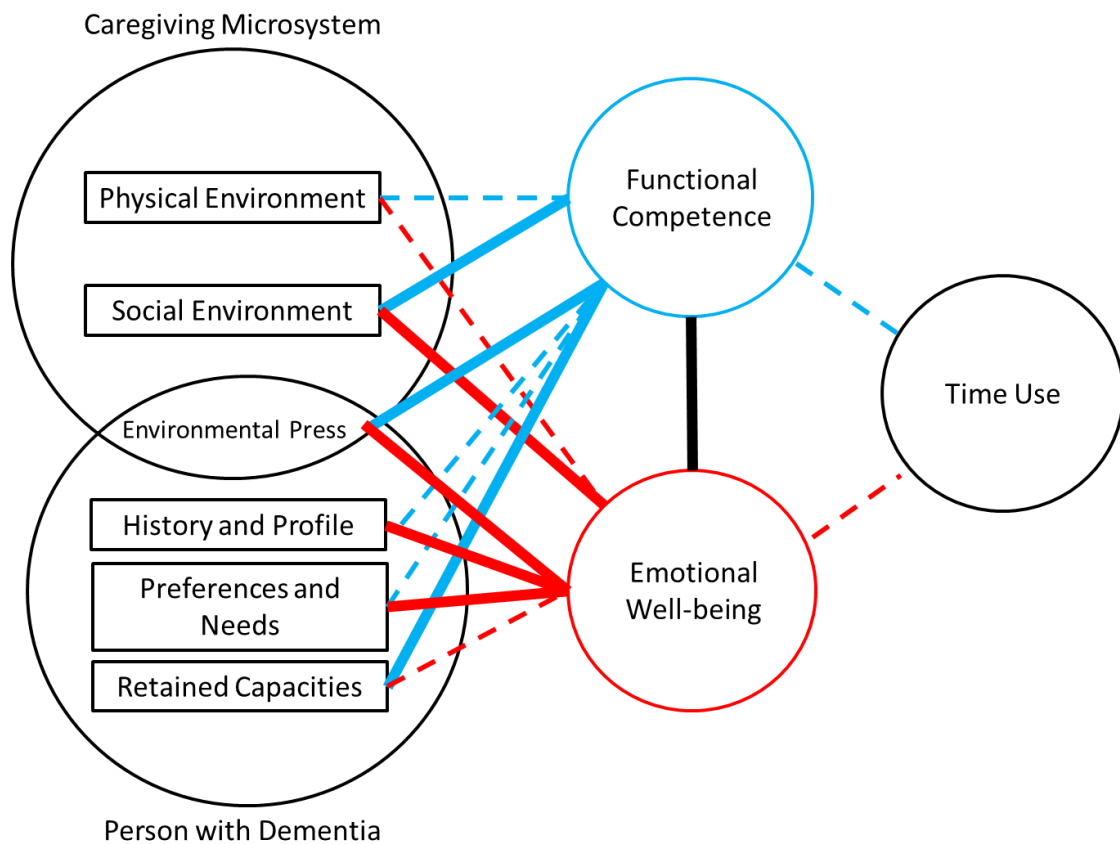 Caregiving Microsystem
Physical Environment
Social Environment
Environmental Press
History and Profile
Preferences and
Needs
Retained Capacities
Person with Dementia
Functional
Competence
Emotional
Well-being
Time Use